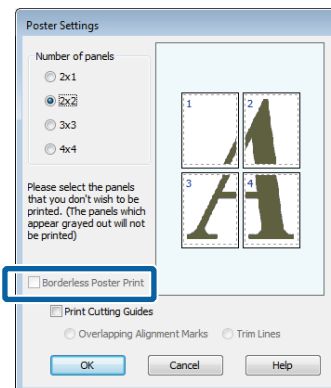 Poster Settings
Number of panels
2x1
2x2
3x3
4x4
1
2
3
4
Please select the panels
that you don't wish to be
printed. (The panels which
appear grayed out will not
be printed)
Borderless Poster Print
Print Cutting Guides
Overlapping Alignment Marks
Trim Lines
OK
Cancel
Help